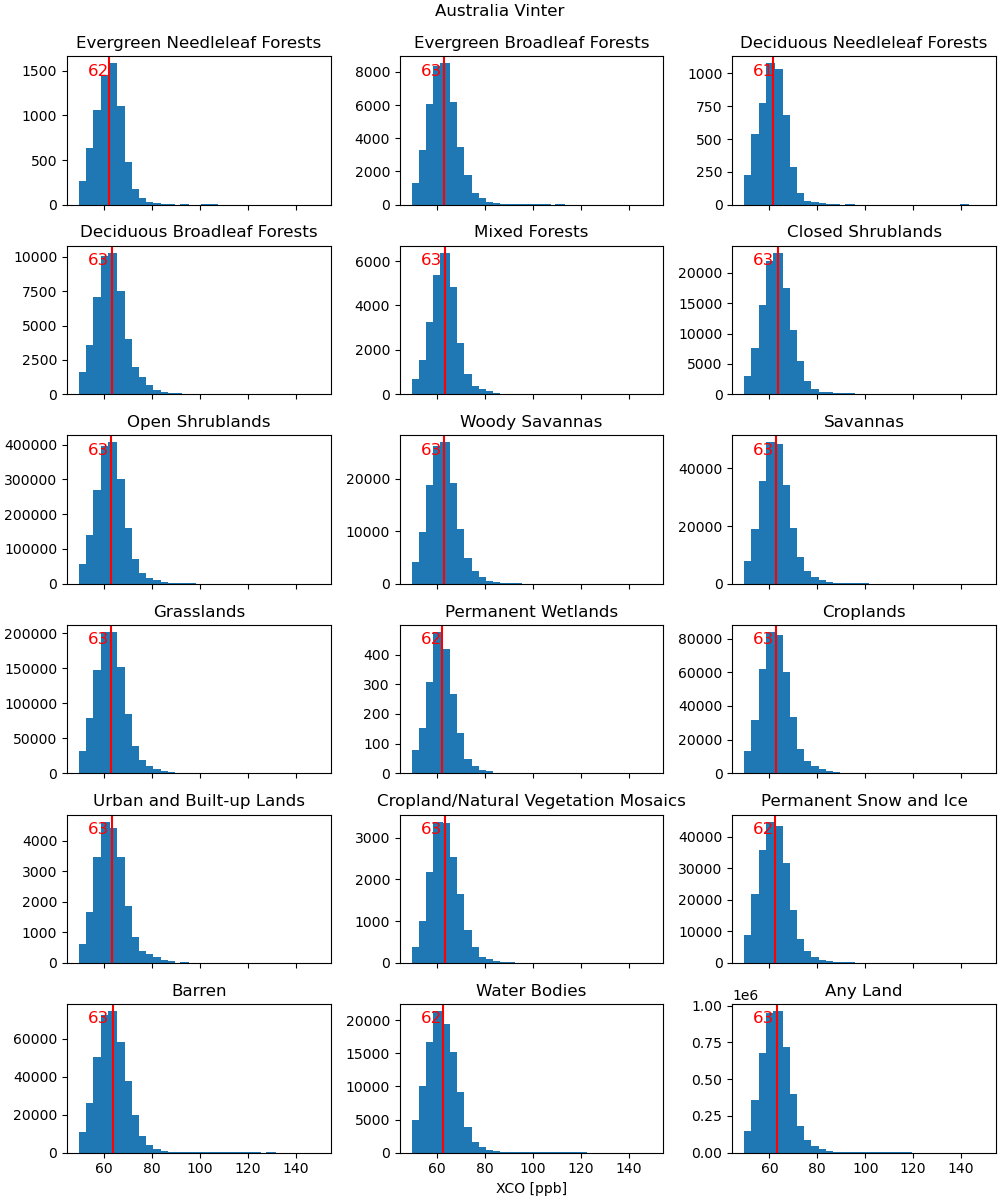 Australia Vinter
Evergreen Needleleaf Forests Evergreen Broadleaf Forests Deciduous Needleleaf Forests
1500 1000 500 0 62
8000 6000 4000 2000 0 63
1000 750 500 250 0 61
Deciduous Broadleaf Forests Mixed Forests Closed Shrublands
10000 7500 5000 2500 0 63
6000 4000 2000 0 63
20000 15000 10000 5000 0 63
Open Shrublands Woody Savannas Savannas
400000 300000 200000 100000 0 63
20000 10000 0 63
40000 20000 0 63
Grasslands Permanent Wetlands Croplands
200000 150000 100000 50000 0 63
400 300 200 100 0 62
80000 60000 40000 20000 0 63
Urban and Built-up Lands Cropland/Natural Vegetation Mosaics Permanent Snow and Ice
4000 3000 2000 1000 0 63
3000 2000 1000 0 63
40000 30000 20000 10000 0 62
Barren Water Bodies 1e6 Any Land
60000 40000 20000 0 63
20000 15000 10000 5000 0 62
1.00 0.75 0.50 0.25 0.00 63
60 80 100 120 140 60 80 100 120 140 60 80 100 120 140
XCO [ppb]